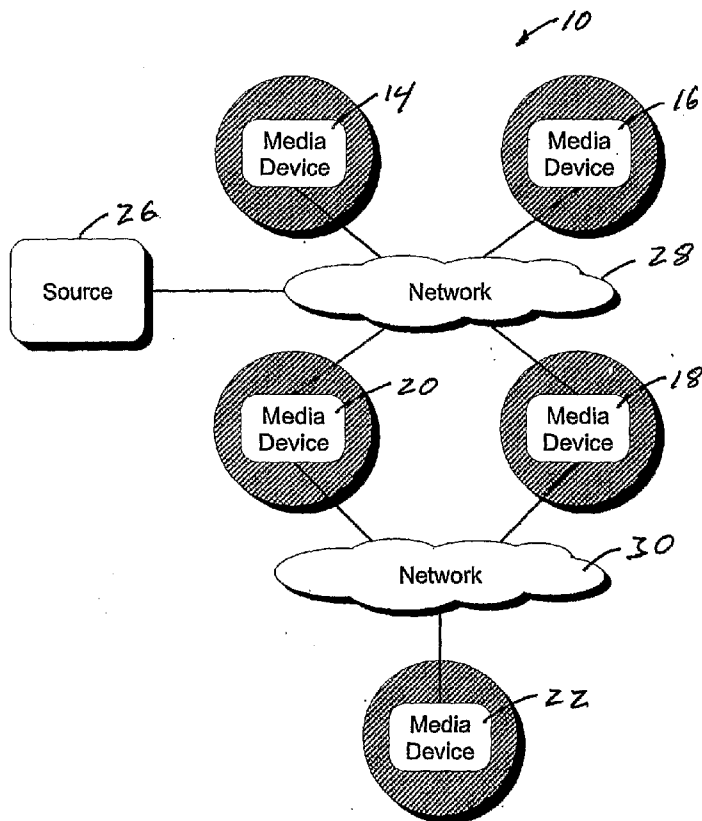 10
14
Media
Device
16
Media
Device
26
Source
28
Network
20
Media
Device
18
Media
Device
30
Network
22
Media
Device